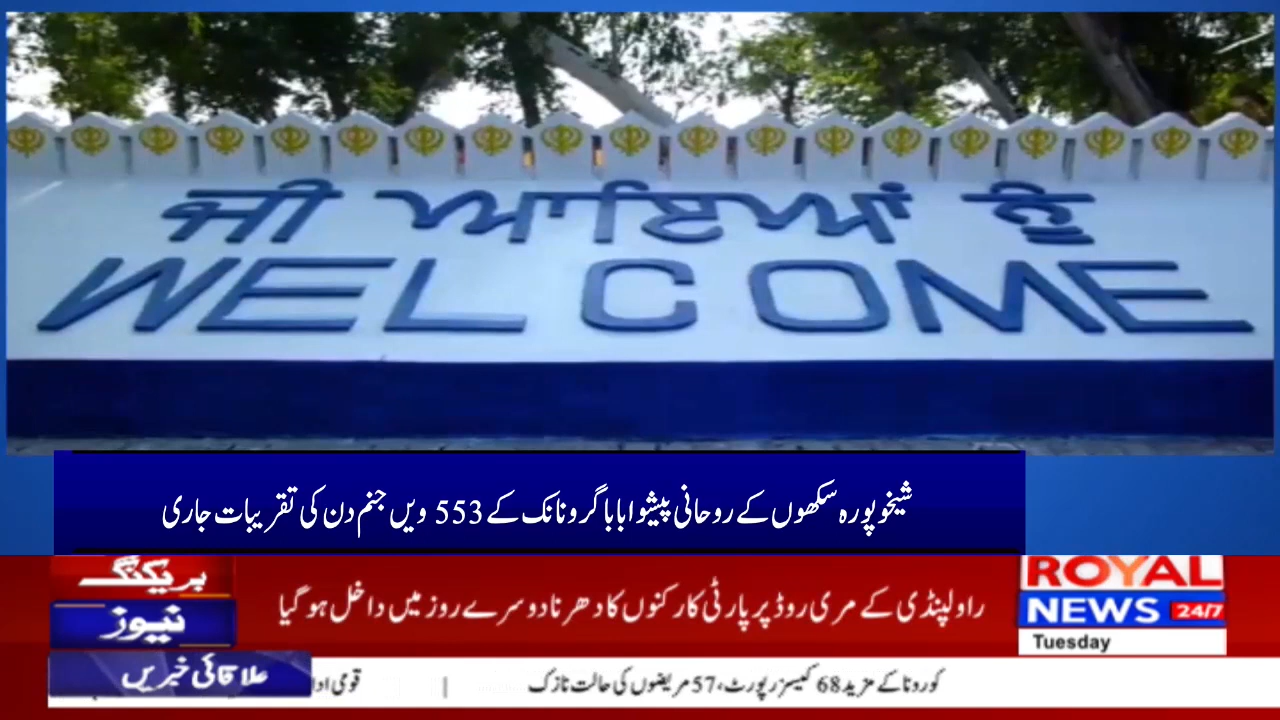 ਜੀ ਆਇਆਂ ਨੂੰ
WELCOME
شیخوپورہ سکھوں کے روحانی پیشوا بابا گرونانک کے 553 ویں جنم دن کی تقریبات جاری
بریکنگ
نیوز
راولپنڈی کے مری روڈ پر پارٹی کارکنوں کا دھرنا دوسرے روز میں داخل ہو گیا
ROYAL
NEWS 24/7
Tuesday
علاقائی خبریں
کورونا کے مزید 68 کیسز رپورٹ، 57 مریضوں کی حالت نازک | قومی